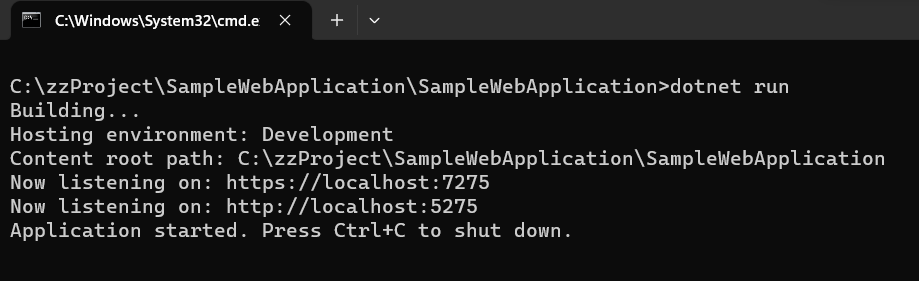 C:\Windows\System32\cmd.e
C:\zzProject\SampleWebApplication\SampleWebApplication>dotnet run
Building...
Hosting environment: Development
Content root path: C:\zzProject\SampleWebApplication\SampleWebApplication
Now listening on: https://localhost:7275
Now listening on: http://localhost:5275
Application started. Press Ctrl+C to shut down.